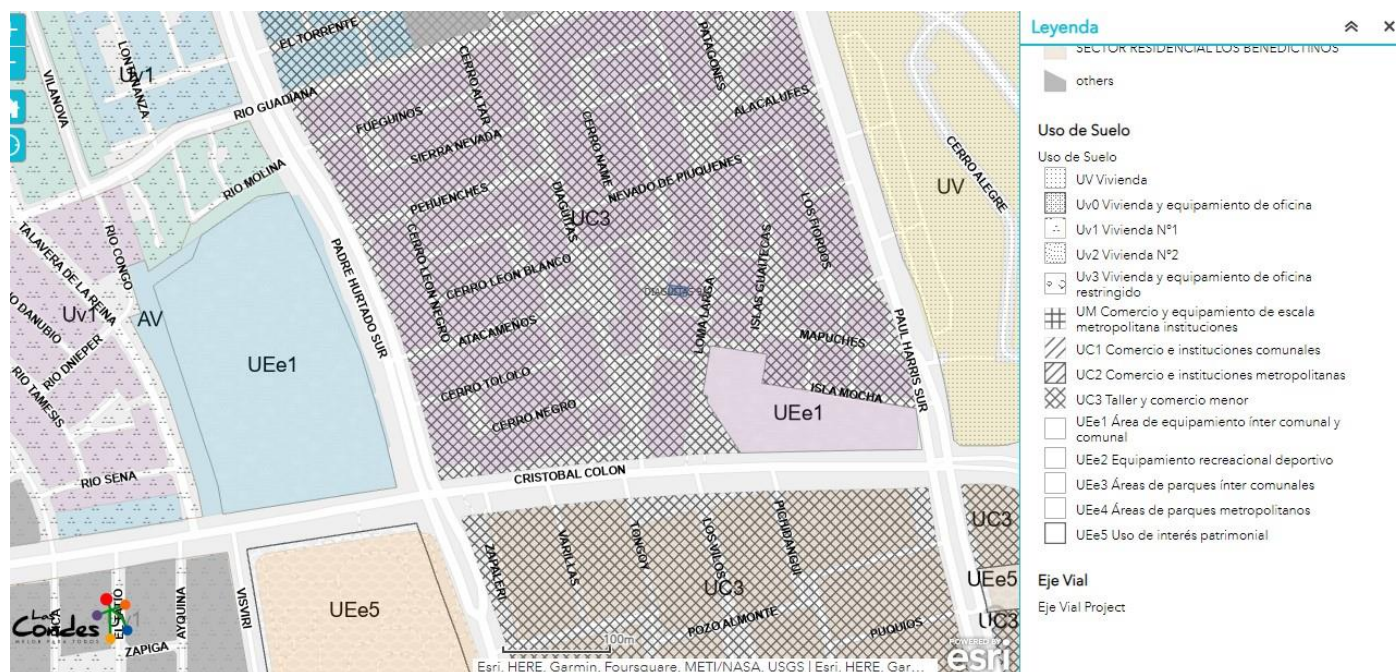 EL TORRENTE
LONTANANZA
Uv1
VILANOVA
RIO GUADIANA
CERRO ALTAR
PATAGONES
FUEGUINOS
ALACALUFES
SIERRA NEVADA
CERRO NAME
CERRO ALEGRE
RIO MOLINA
NEVADO DE PIUQUENES
UV
PEHUENCHES
DIAGUITAS
UC3
LOS FIORDOS
TALAVERA DE LA REINA
RIO CONGO
PADRE HURTADO SUR
CERRO LEON NEGRO
CERRO LEON BLANCO
ISLAS GUAITECAS
LOMA LARGA
PAUL HARRIS SUR
RIO DANUBIO
Uv1
AV
ATACAMEÑOS
MAPUCHES
RIO DNIEPER
UEe1
RIO TAMESIS
CERRO TOLOLO
ISLA MOCHA
CERRO NEGRO
UEe1
RIO SENA
CRISTOBAL COLON
ZAPALERI
VARILLAS
TONGOY
LOS VILOS
PICHIDANGUI
UC3
UC3
UEe5
UEe5
POZO ALMONTE
PUQUIOS
UC3
AYQUINA
VISVIRI
ZAPIGA
Las Condes
MEJOR PARA TODOS
100m
POWERED BY
esri
Esri, HERE, Garmin, Foursquare, METI/NASA, USGS | Esri, HERE, Gar...
Leyenda
SECTOR RESIDENCIAL LOS BENEDICTINOS
others
Uso de Suelo
Uso de Suelo
UV Vivienda
Uv0 Vivienda y equipamiento de oficina
Uv1 Vivienda Nº1
Uv2 Vivienda Nº2
Uv3 Vivienda y equipamiento de oficina
restringido
UM Comercio y equipamiento de escala
metropolitana instituciones
UC1 Comercio e instituciones comunales
UC2 Comercio e instituciones metropolitanas
UC3 Taller y comercio menor
UEe1 Área de equipamiento ínter comunal y
comunal
UEe2 Equipamiento recreacional deportivo
UEe3 Áreas de parques ínter comunales
UEe4 Áreas de parques metropolitanos
UEe5 Uso de interés patrimonial
Eje Vial
Eje Vial Project